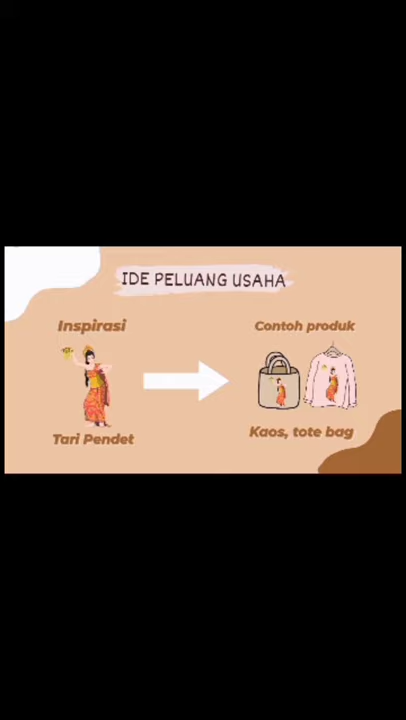 IDE PELUANG USAHA
Inspirasi
Contoh produk
Tari Pendet
Kaos, tote bag